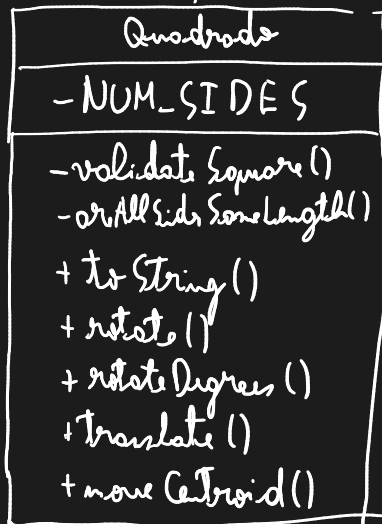 Quadrado
- NUM_SIDES
- validateSquare()
- areAllSidesSameLength()
+ toString()
+ rotate()
+ rotateDegrees()
+ translate()
+ moveCentroid()